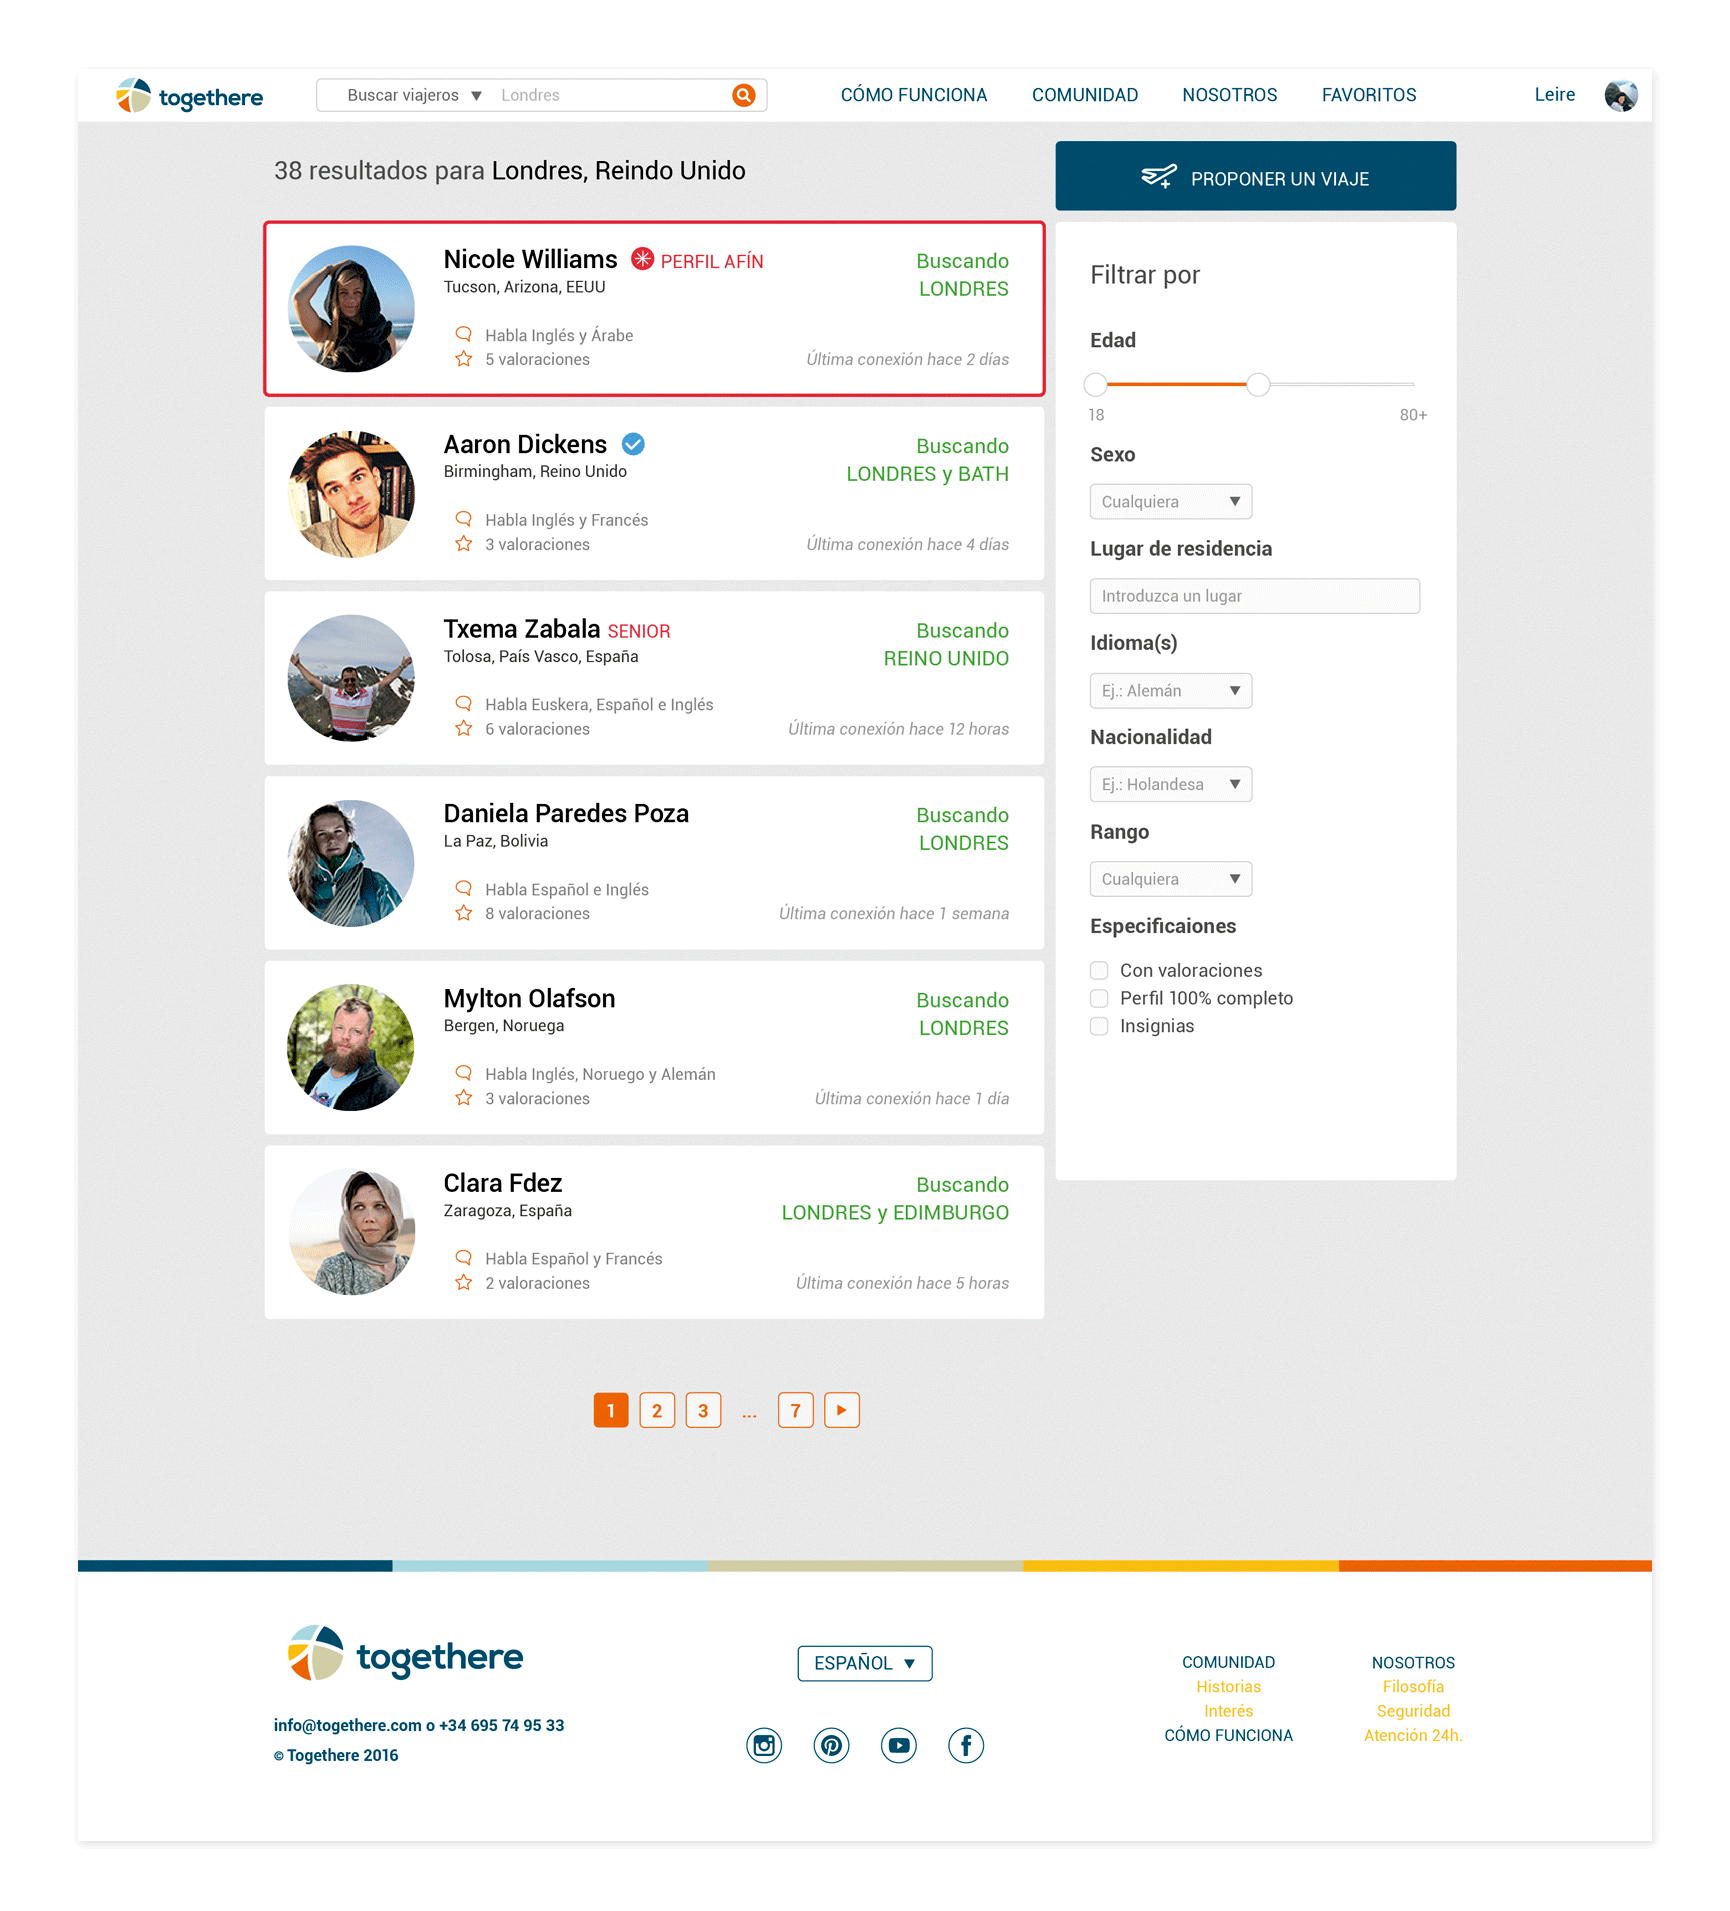 togethere
Buscar viajeros ▼ Londres
CÓMO FUNCIONA
COMUNIDAD
NOSOTROS
FAVORITOS
Leire
38 resultados para Londres, Reindo Unido
PROPONER UN VIAJE
Nicole Williams PERFIL AFÍN
Tucson, Arizona, EEUU
Habla Inglés y Árabe
5 valoraciones
Buscando
LONDRES
Última conexión hace 2 días
Aaron Dickens
Birmingham, Reino Unido
Habla Inglés y Francés
3 valoraciones
Buscando
LONDRES y BATH
Última conexión hace 4 días
Txema Zabala SENIOR
Tolosa, País Vasco, España
Habla Euskera, Español e Inglés
6 valoraciones
Buscando
REINO UNIDO
Última conexión hace 12 horas
Daniela Paredes Poza
La Paz, Bolivia
Habla Español e Inglés
8 valoraciones
Buscando
LONDRES
Última conexión hace 1 semana
Mylton Olafson
Bergen, Noruega
Habla Inglés, Noruego y Alemán
3 valoraciones
Buscando
LONDRES
Última conexión hace 1 día
Clara Fdez
Zaragoza, España
Habla Español y Francés
2 valoraciones
Buscando
LONDRES y EDIMBURGO
Última conexión hace 5 horas
Filtrar por
Edad
18 80+
Sexo
Cualquiera ▼
Lugar de residencia
Introduzca un lugar
Idioma(s)
Ej.: Alemán ▼
Nacionalidad
Ej.: Holandesa ▼
Rango
Cualquiera ▼
Especificaiones
Con valoraciones
Perfil 100% completo
Insignias
1 2 3 ... 7
togethere
info@togethere.com o +34 695 74 95 33
© Togethere 2016
ESPAÑOL ▼
COMUNIDAD
Historias
Interés
CÓMO FUNCIONA
NOSOTROS
Filosofía
Seguridad
Atención 24h.